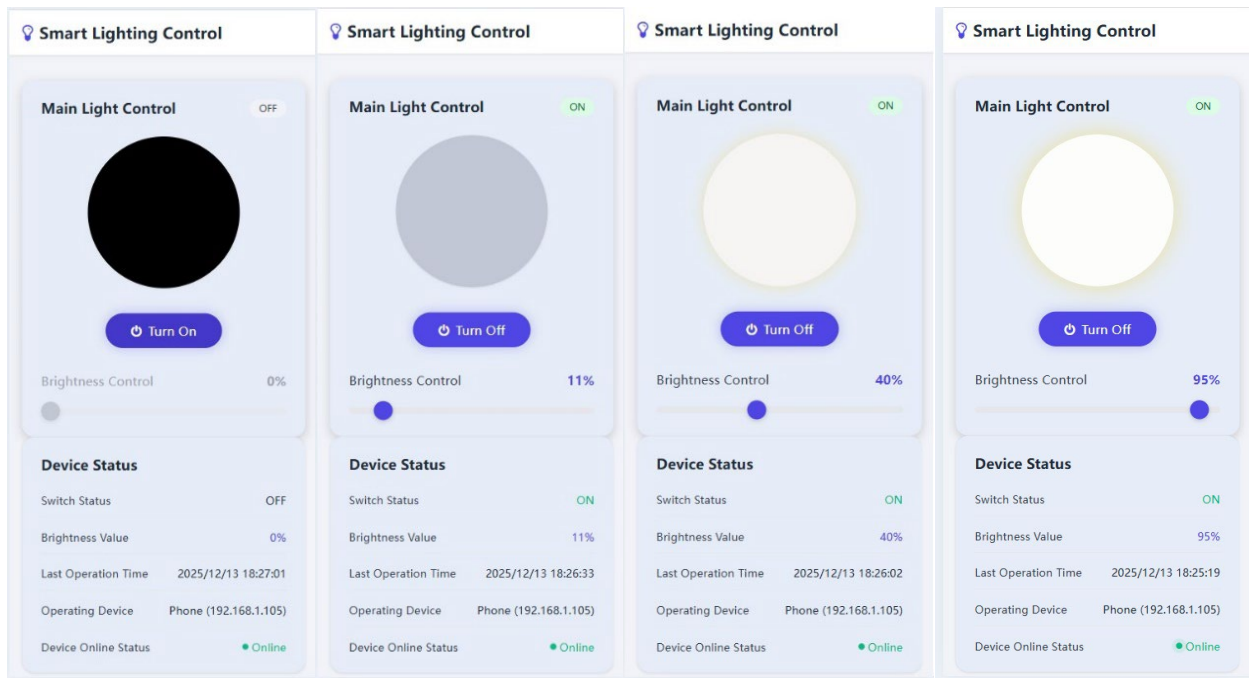 Smart Lighting Control
Main Light Control OFF
Turn On
Brightness Control 0%
Device Status
Switch Status OFF
Brightness Value 0%
Last Operation Time 2025/12/13 18:27:01
Operating Device Phone (192.168.1.105)
Device Online Status Online
Smart Lighting Control
Main Light Control ON
Turn Off
Brightness Control 11%
Device Status
Switch Status ON
Brightness Value 11%
Last Operation Time 2025/12/13 18:26:33
Operating Device Phone (192.168.1.105)
Device Online Status Online
Smart Lighting Control
Main Light Control ON
Turn Off
Brightness Control 40%
Device Status
Switch Status ON
Brightness Value 40%
Last Operation Time 2025/12/13 18:26:02
Operating Device Phone (192.168.1.105)
Device Online Status Online
Smart Lighting Control
Main Light Control ON
Turn Off
Brightness Control 95%
Device Status
Switch Status ON
Brightness Value 95%
Last Operation Time 2025/12/13 18:25:19
Operating Device Phone (192.168.1.105)
Device Online Status Online